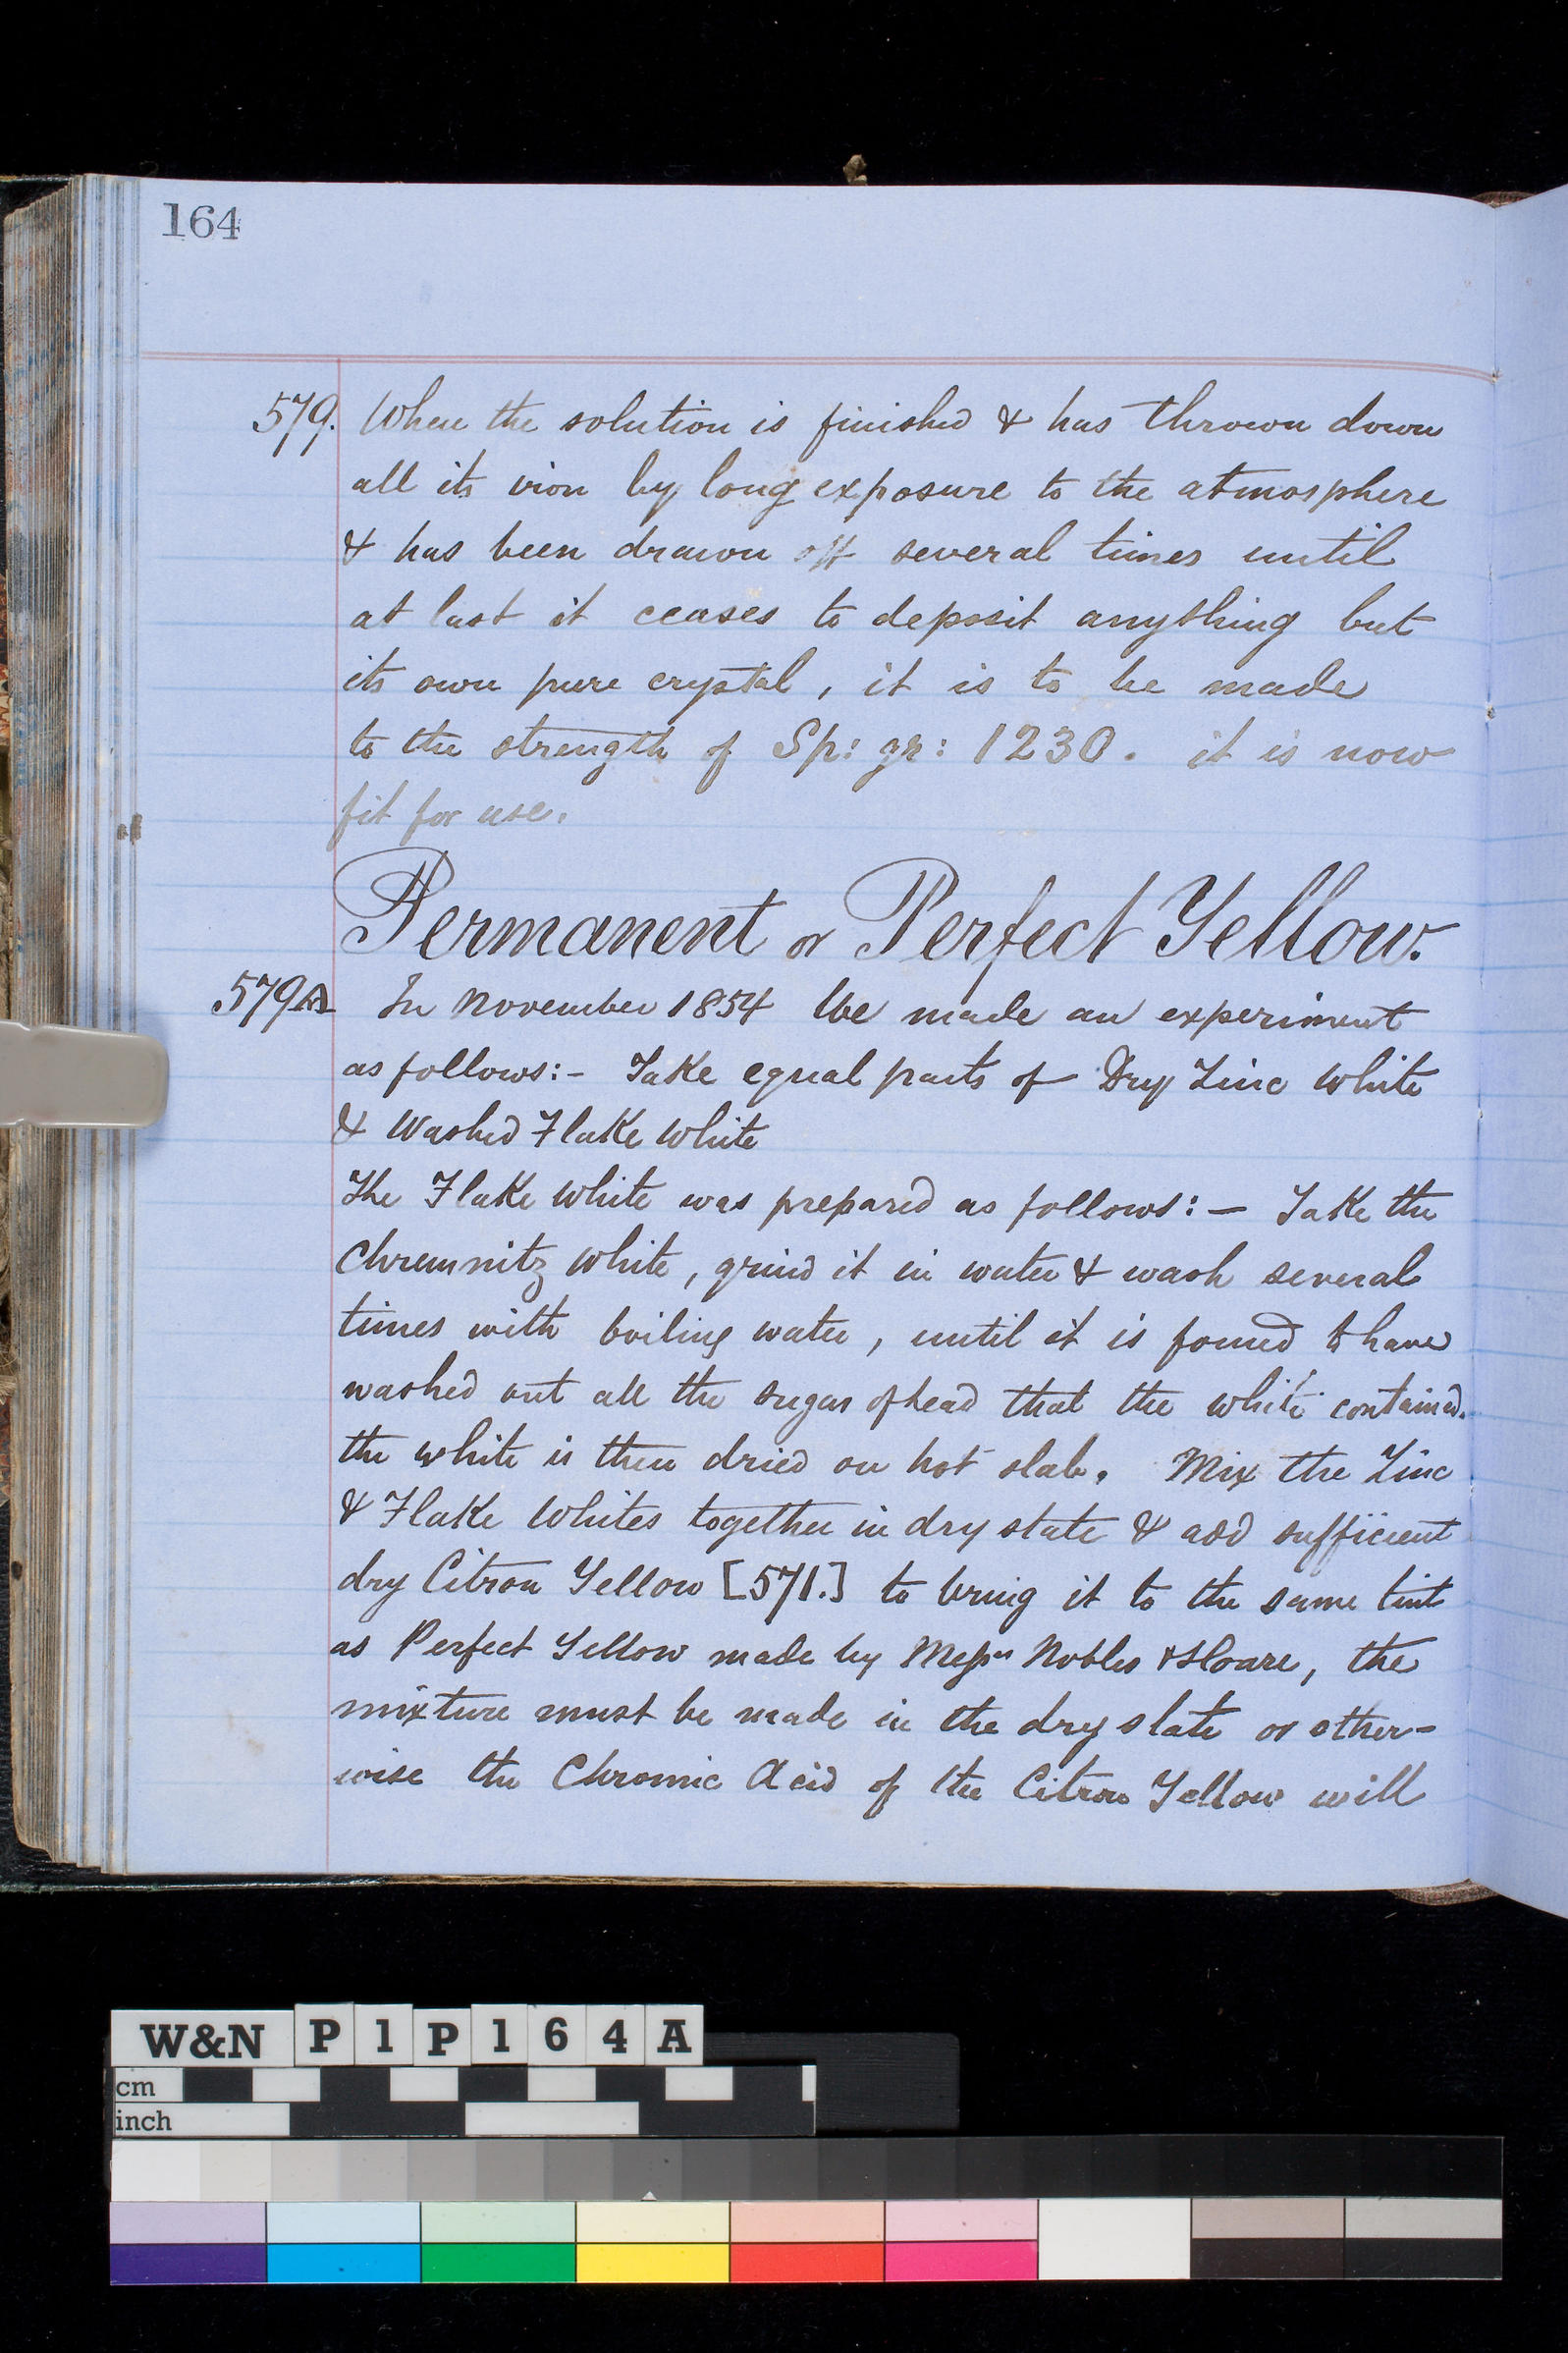 164
579. When the solution is finished & has thrown down
all its iron by long exposure to the atmosphere
& has been drawn off several times until
at last it ceases to deposit anything but
its own pure crystal, it is to be made
to the strength of Sp: gr: 1230. it is now
fit for use.
Permanent or Perfect Yellow.
579A In November 1854 We made an experiment
as follows:- Take equal parts of Dry Zinc White
& Washed Flake White
The Flake White was prepared as follows:— Take the
Chremnitz White, grind it in water & wash several
times with boiling water, until it is found to have
washed out all the sugar of lead that the white contained.
the white is then dried on hot slab. Mix the Zinc
& Flake Whites together in dry state & add sufficient
dry Citron Yellow [571.] to bring it to the same tint
as Perfect Yellow made by Messrs Nobles & Hoare, the
mixture must be made in the dry state or other-
wise the Chromic Acid of the Citron Yellow will
W&N P1P164A
cm
inch